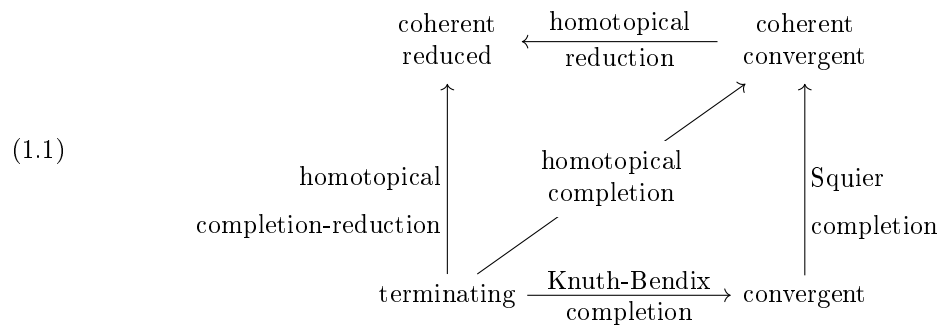 coherent
reduced
homotopical
reduction
coherent
convergent
(1.1)
homotopical
completion-reduction
homotopical
completion
Squier
completion
terminating
Knuth-Bendix
completion
convergent